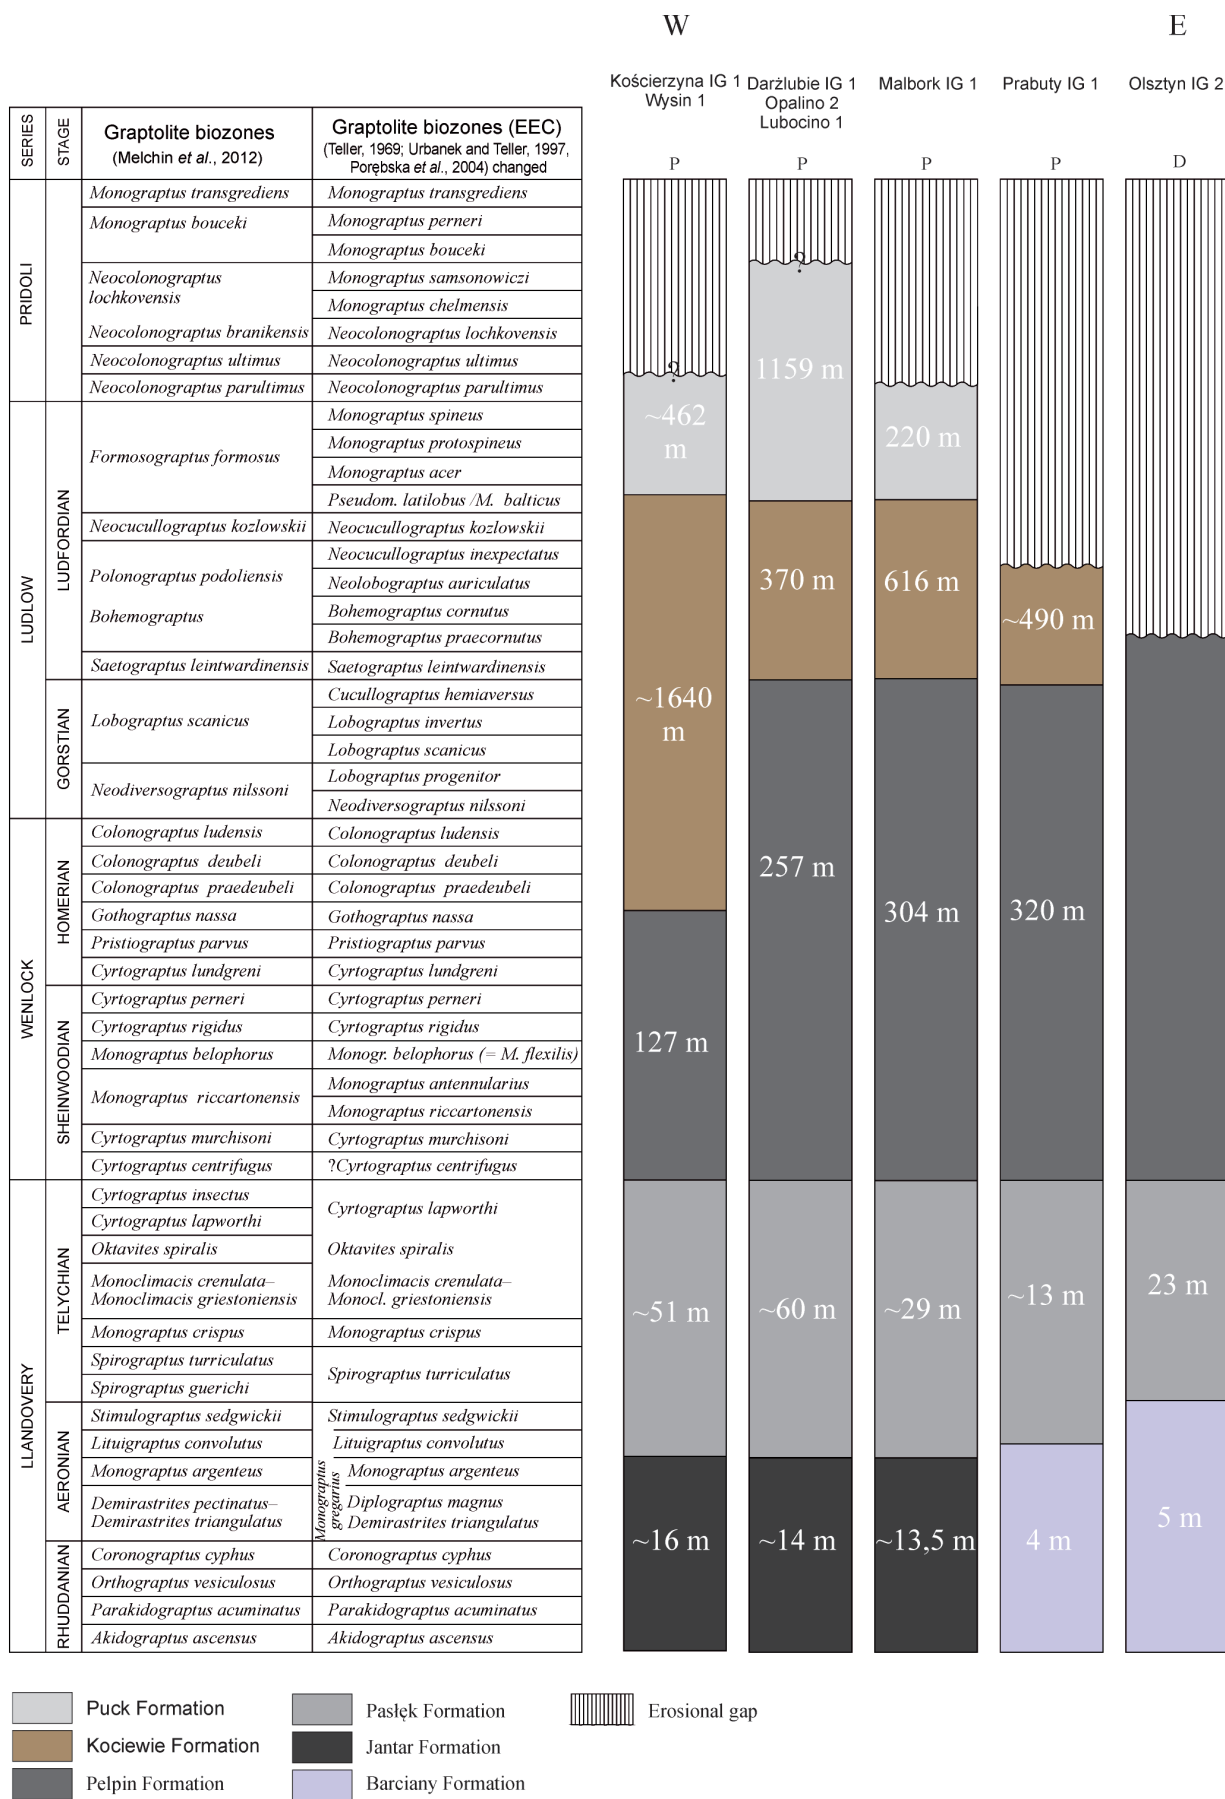 W
E
Kościerzyna IG 1
Wysin 1
Darżlubie IG 1
Opalino 2
Lubocino 1
Malbork IG 1
Prabuty IG 1
Olsztyn IG 2
P
P
P
P
D
SERIES
STAGE
Graptolite biozones
(Melchin et al., 2012)
Graptolite biozones (EEC)
(Teller, 1969; Urbanek and Teller, 1997,
Porębska et al., 2004) changed
PRIDOLI
Monograptus transgrediens
Monograptus bouceki
Neocolonograptus
lochkovensis
Neocolonograptus branikensis
Neocolonograptus ultimus
Neocolonograptus parultimus
Monograptus transgrediens
Monograptus perneri
Monograptus bouceki
Monograptus samsonowiczi
Monograptus chelmensis
Neocolonograptus lochkovensis
Neocolonograptus ultimus
Neocolonograptus parultimus
LUDLOW
LUDFORDIAN
Formosograptus formosus
Neocucullograptus kozlowskii
Polonograptus podoliensis
Bohemograptus
Saetograptus leintwardinensis
Monograptus spineus
Monograptus protospineus
Monograptus acer
Pseudom. latilobus /M. balticus
Neocucullograptus kozlowskii
Neocucullograptus inexpectatus
Neolobograptus auriculatus
Bohemograptus cornutus
Bohemograptus praecornutus
Saetograptus leintwardinensis
GORSTIAN
Lobograptus scanicus
Neodiversograptus nilssoni
Cucullograptus hemiaversus
Lobograptus invertus
Lobograptus scanicus
Lobograptus progenitor
Neodiversograptus nilssoni
WENLOCK
HOMERIAN
Colonograptus ludensis
Colonograptus deubeli
Colonograptus praedeubeli
Gothograptus nassa
Pristiograptus parvus
Cyrtograptus lundgreni
Colonograptus ludensis
Colonograptus deubeli
Colonograptus praedeubeli
Gothograptus nassa
Pristiograptus parvus
Cyrtograptus lundgreni
SHEINWOODIAN
Cyrtograptus perneri
Cyrtograptus rigidus
Monograptus belophorus
Monograptus riccartonensis
Cyrtograptus murchisoni
Cyrtograptus centrifugus
Cyrtograptus perneri
Cyrtograptus rigidus
Monogr. belophorus (= M. flexilis)
Monograptus antennularius
Monograptus riccartonensis
Cyrtograptus murchisoni
?Cyrtograptus centrifugus
LLANDOVERY
TELYCHIAN
Cyrtograptus insectus
Cyrtograptus lapworthi
Oktavites spiralis
Monoclimacis crenulata–
Monoclimacis griestoniensis
Monograptus crispus
Spirograptus turriculatus
Spirograptus guerichi
Cyrtograptus lapworthi
Oktavites spiralis
Monoclimacis crenulata–
Monocl. griestoniensis
Monograptus crispus
Spirograptus turriculatus
AERONIAN
Stimulograptus sedgwickii
Lituigraptus convolutus
Monograptus argenteus
Demirastrites pectinatus–
Demirastrites triangulatus
Stimulograptus sedgwickii
Lituigraptus convolutus
Monograptus argenteus
Diplograptus magnus
Demirastrites triangulatus
Monograptus
gregarius
RHUDDANIAN
Coronograptus cyphus
Orthograptus vesiculosus
Parakidograptus acuminatus
Akidograptus ascensus
Coronograptus cyphus
Orthograptus vesiculosus
Parakidograptus acuminatus
Akidograptus ascensus
?
~462
m
~1640
m
127 m
~51 m
~16 m
?
1159 m
370 m
257 m
~60 m
~14 m
220 m
616 m
304 m
~29 m
~13,5 m
~490 m
320 m
~13 m
4 m
23 m
5 m
Puck Formation
Kociewie Formation
Pelpin Formation
Pasłęk Formation
Jantar Formation
Barciany Formation
Erosional gap